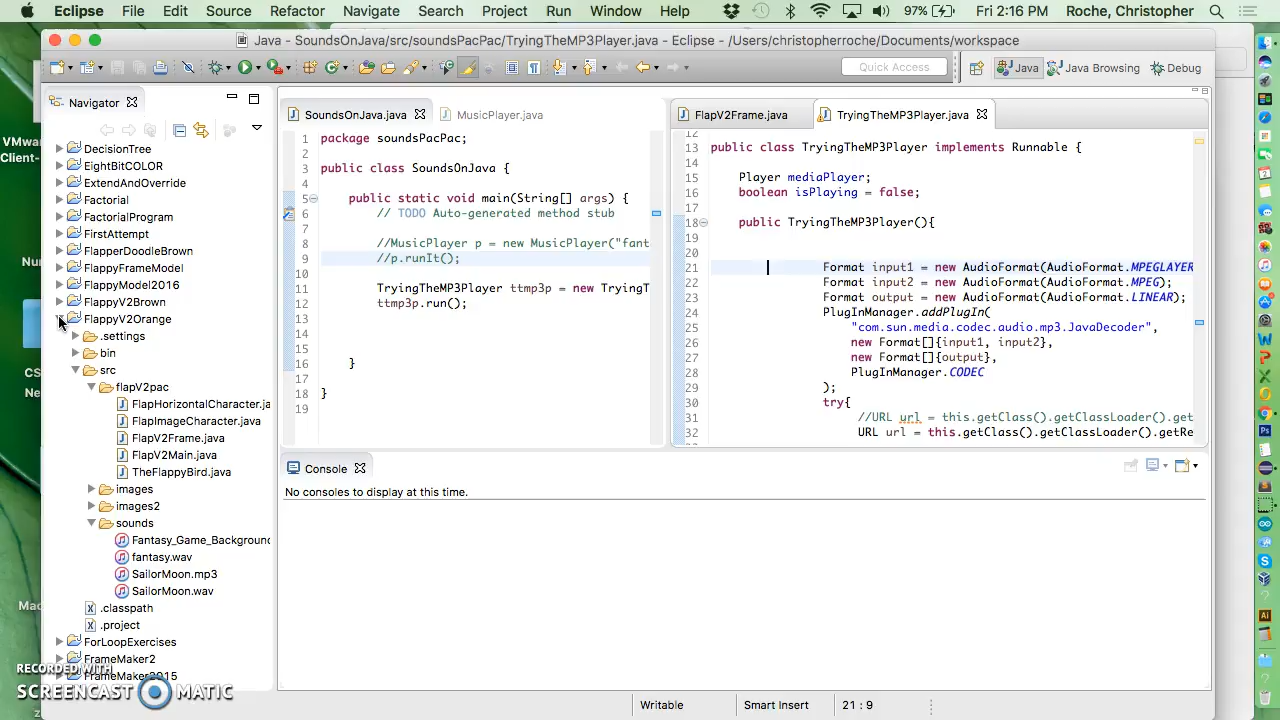 Eclipse File Edit Sounds Refactor Navigate Search Project Run Window Help 97% Fri 2:16 PM Roche, Christopher
Java - SoundsOnJava/src/soundsPacPac/TryingTheMP3Player.java - Eclipse - /Users/christopherroche/Documents/workspace
Quick Access Java Java Browsing Debug
Navigator
DecisionTree
EightBitCOLOR
ExtendAndOverride
Factorial
FactorialProgram
FirstAttempt
FlapperDoodleBrown
FlappyFrameModel
FlappyModel2016
FlappyV2Brown
FlappyV2Orange
.settings
bin
src
flapV2pac
FlapHorizontalCharacter.ja
FlapImageCharacter.java
FlapV2Frame.java
FlapV2Main.java
TheFlappyBird.java
images
images2
sounds
Fantasy_Game_Background
fantasy.wav
SailorMoon.mp3
SailorMoon.wav
.classpath
.project
ForLoopExercises
FrameMaker2
FrameMaker2015
SoundsOnJava.java MusicPlayer.java
1 package soundsPacPac;
2
3 public class SoundsOnJava {
4
5 public static void main(String[] args) {
6 // TODO Auto-generated method stub
7
8 //MusicPlayer p = new MusicPlayer("fant
9 //p.runIt();
10
11 TryingTheMP3Player ttmp3p = new TryingT
12 ttmp3p.run();
13
14
15
16 }
17
18 }
19
FlapV2Frame.java TryingTheMP3Player.java
12
13 public class TryingTheMP3Player implements Runnable {
14
15 Player mediaPlayer;
16 boolean isPlaying = false;
17
18 public TryingTheMP3Player(){
19
20
21 Format input1 = new AudioFormat(AudioFormat.MPEGLAYER
22 Format input2 = new AudioFormat(AudioFormat.MPEG);
23 Format output = new AudioFormat(AudioFormat.LINEAR);
24 PlugInManager.addPlugIn(
25 "com.sun.media.codec.audio.mp3.JavaDecoder",
26 new Format[]{input1, input2},
27 new Format[]{output},
28 PlugInManager.CODEC
29 );
30 try{
31 //URL url = this.getClass().getClassLoader().get
32 URL url = this.getClass().getClassLoader().getRe
Console
No consoles to display at this time.
Writable Smart Insert 21 : 9
VMwar
Client-
RECORDED WITH
SCREENCAST MATIC